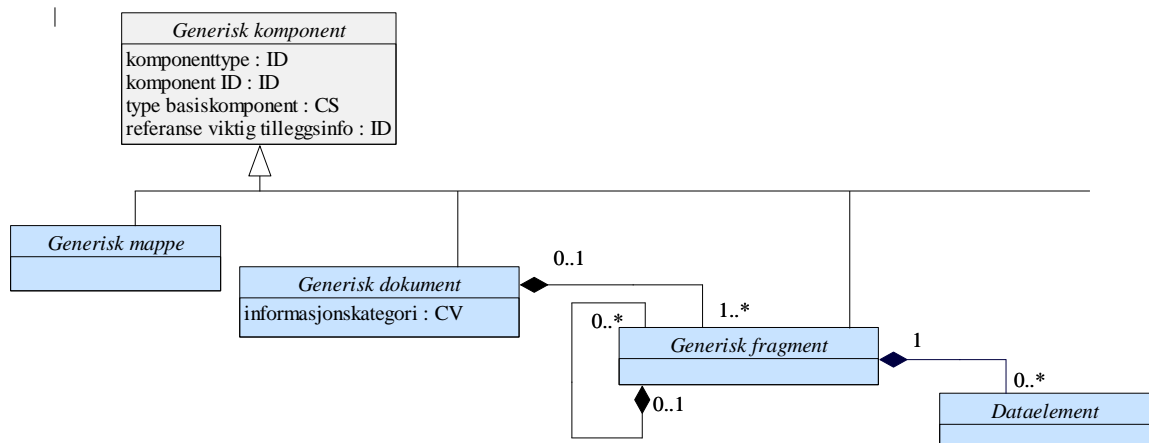 Generisk komponent
komponenttype : ID
komponent ID : ID
type basiskomponent : CS
referanse viktig tilleggsinfo : ID
Generisk mappe
Generisk dokument
informasjonskategori : CV
0..1
1..*
0..*
Generisk fragment
1
0..1
0..*
Dataelement